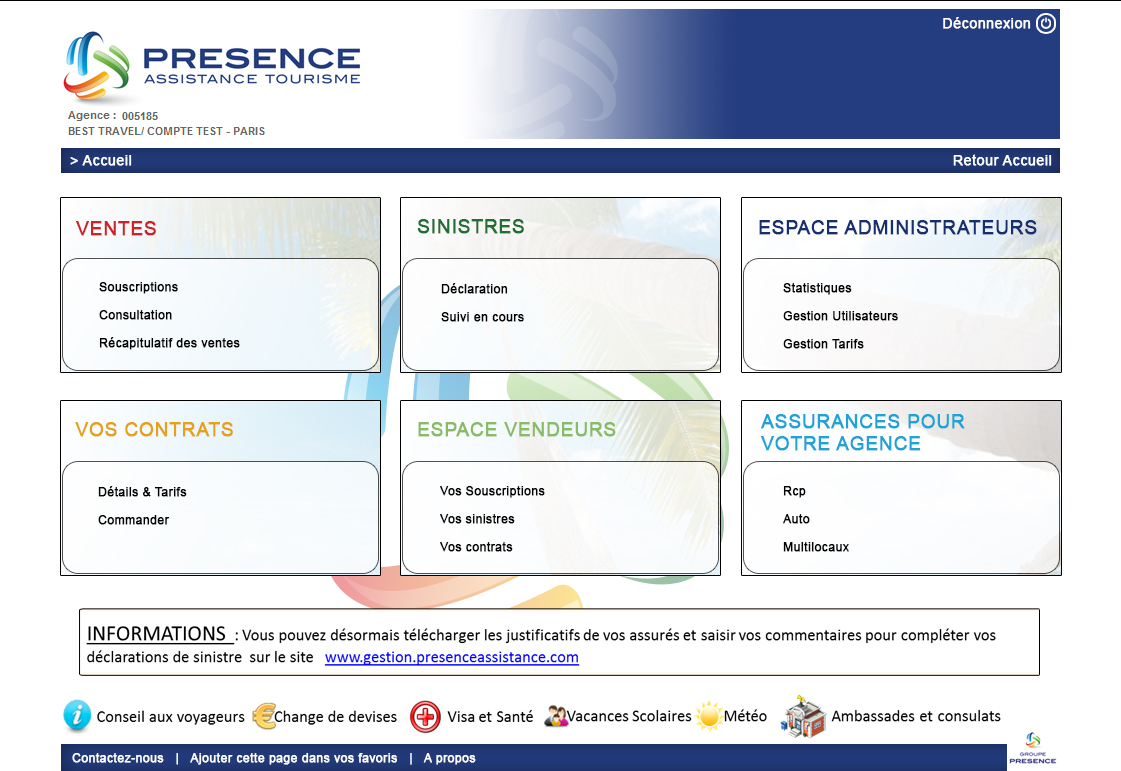 Déconnexion
PRESENCE
ASSISTANCE TOURISME
Agence : 005185
BEST TRAVEL/ COMPTE TEST - PARIS
> Accueil
Retour Accueil
VENTES
Souscriptions
Consultation
Récapitulatif des ventes
SINISTRES
Déclaration
Suivi en cours
ESPACE ADMINISTRATEURS
Statistiques
Gestion Utilisateurs
Gestion Tarifs
VOS CONTRATS
Détails & Tarifs
Commander
ESPACE VENDEURS
Vos Souscriptions
Vos sinistres
Vos contrats
ASSURANCES POUR
VOTRE AGENCE
Rcp
Auto
Multilocaux
INFORMATIONS : Vous pouvez désormais télécharger les justificatifs de vos assurés et saisir vos commentaires pour compléter vos
déclarations de sinistre sur le site www.gestion.presenceassistance.com
Conseil aux voyageurs Change de devises Visa et Santé Vacances Scolaires Météo Ambassades et consulats
Contactez-nous | Ajouter cette page dans vos favoris | A propos
GROUPE
PRESENCE